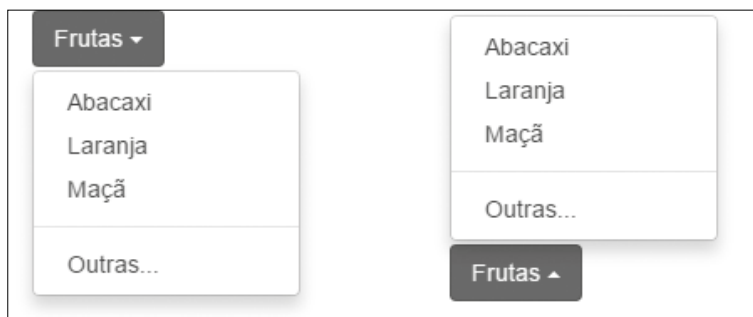 Frutas
Abacaxi
Laranja
Maçã
Outras...
Abacaxi
Laranja
Maçã
Outras...
Frutas